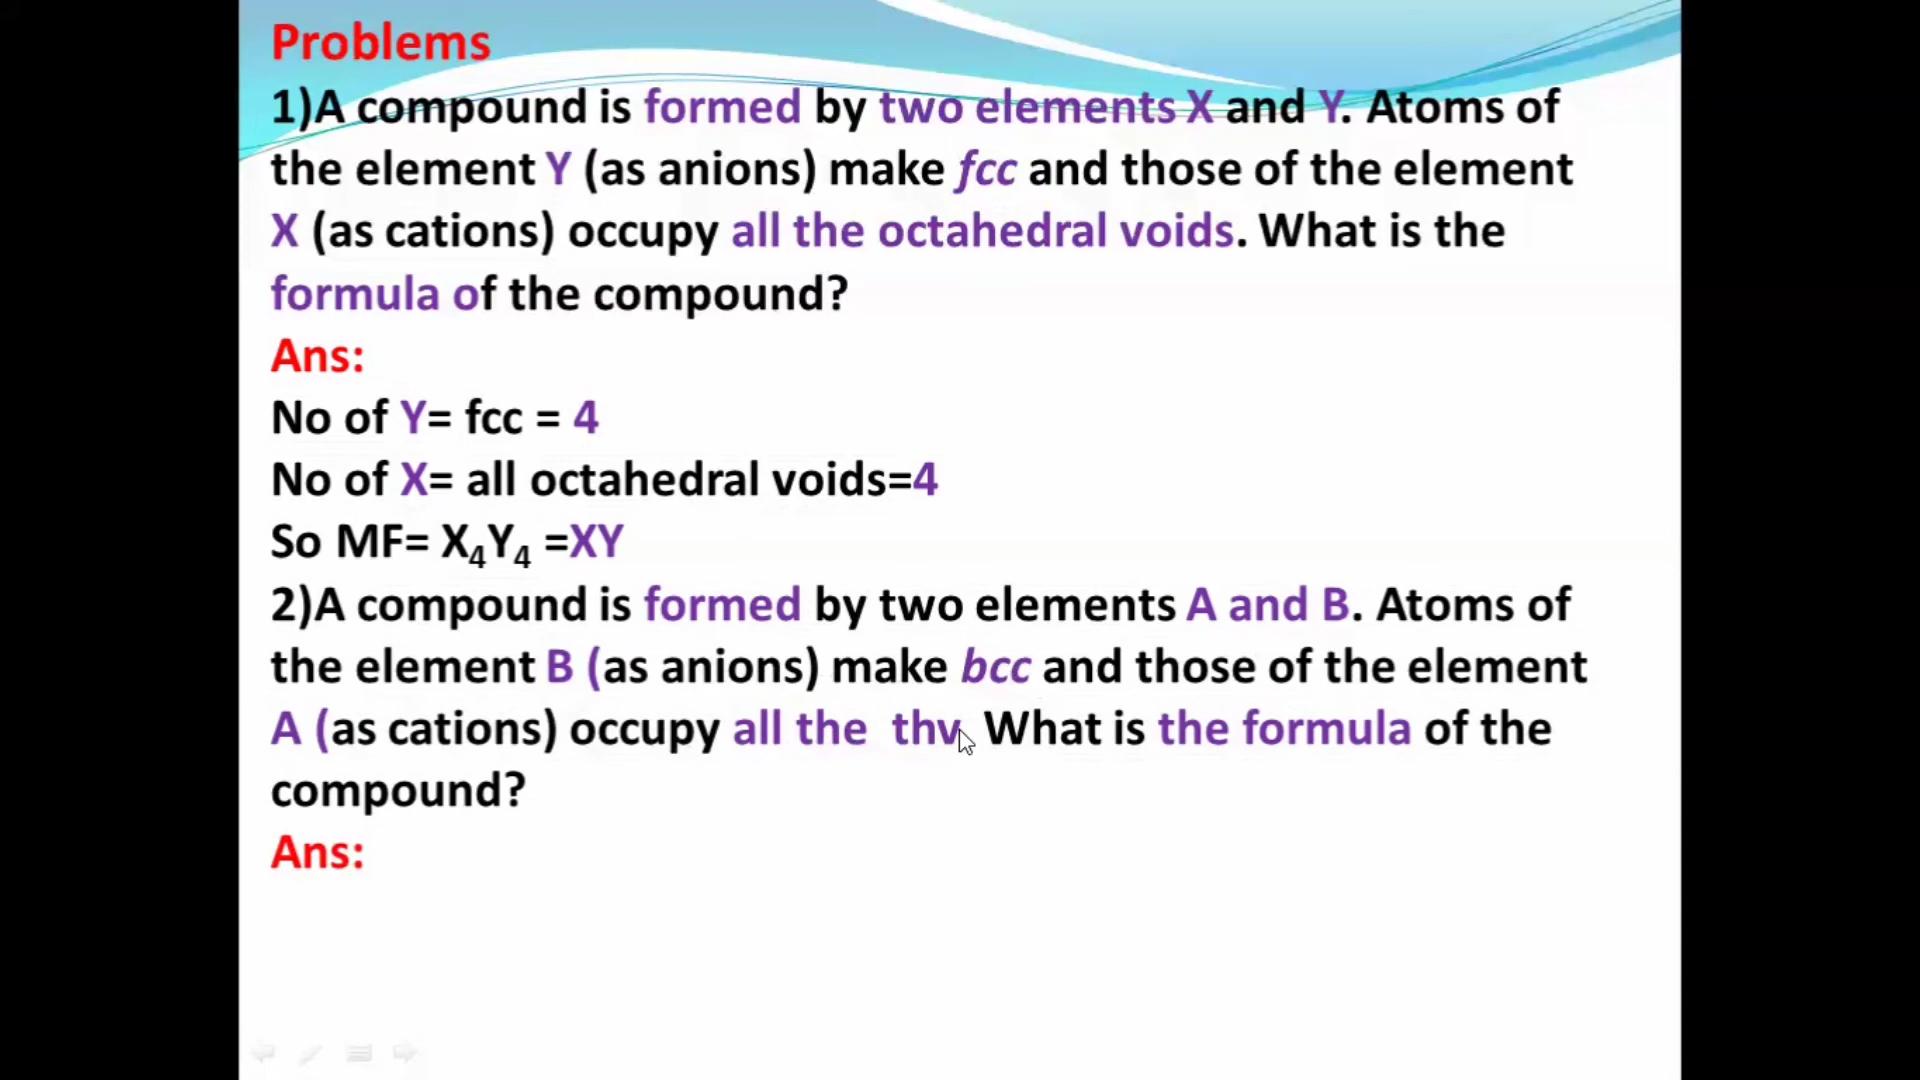 Problems
1)A compound is formed by two elements X and Y. Atoms of
the element Y (as anions) make fcc and those of the element
X (as cations) occupy all the octahedral voids. What is the
formula of the compound?
Ans:
No of Y= fcc = 4
No of X= all octahedral voids=4
So MF= X₄Y₄ =XY
2)A compound is formed by two elements A and B. Atoms of
the element B (as anions) make bcc and those of the element
A (as cations) occupy all the  thv. What is the formula of the
compound?
Ans: